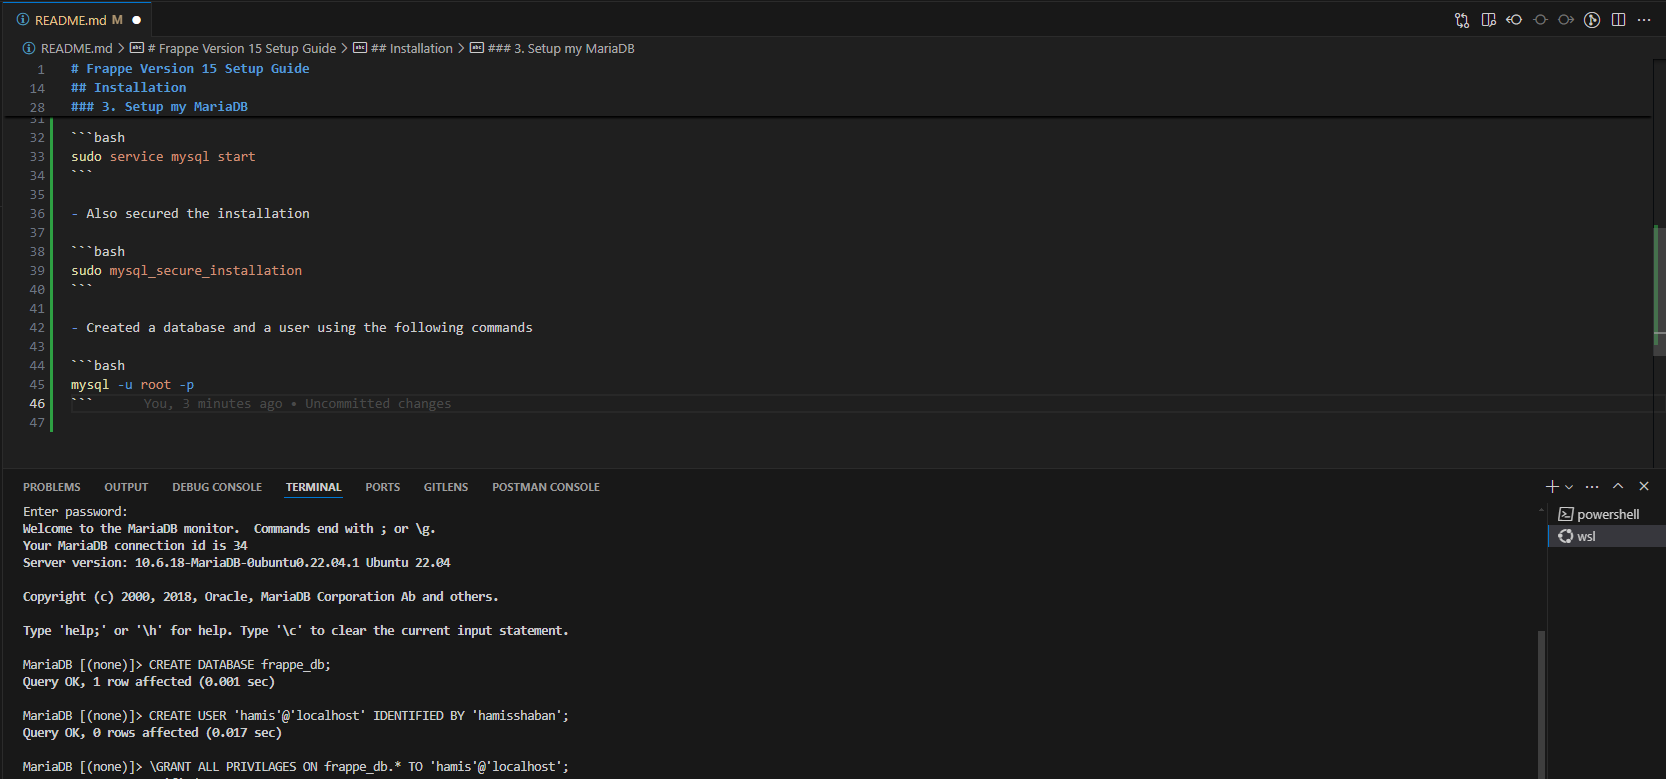 README.md M
README.md > # Frappe Version 15 Setup Guide > ## Installation > ### 3. Setup my MariaDB
1 # Frappe Version 15 Setup Guide
14 ## Installation
28 ### 3. Setup my MariaDB
31
32 ```bash
33 sudo service mysql start
34 ```
35
36 - Also secured the installation
37
38 ```bash
39 sudo mysql_secure_installation
40 ```
41
42 - Created a database and a user using the following commands
43
44 ```bash
45 mysql -u root -p
46 ``` You, 3 minutes ago • Uncommitted changes
47
PROBLEMS OUTPUT DEBUG CONSOLE TERMINAL PORTS GITLENS POSTMAN CONSOLE
powershell
wsl
Enter password:
Welcome to the MariaDB monitor.  Commands end with ; or \g.
Your MariaDB connection id is 34
Server version: 10.6.18-MariaDB-0ubuntu0.22.04.1 Ubuntu 22.04
Copyright (c) 2000, 2018, Oracle, MariaDB Corporation Ab and others.
Type 'help;' or '\h' for help. Type '\c' to clear the current input statement.
MariaDB [(none)]> CREATE DATABASE frappe_db;
Query OK, 1 row affected (0.001 sec)
MariaDB [(none)]> CREATE USER 'hamis'@'localhost' IDENTIFIED BY 'hamisshaban';
Query OK, 0 rows affected (0.017 sec)
MariaDB [(none)]> \GRANT ALL PRIVILAGES ON frappe_db.* TO 'hamis'@'localhost';